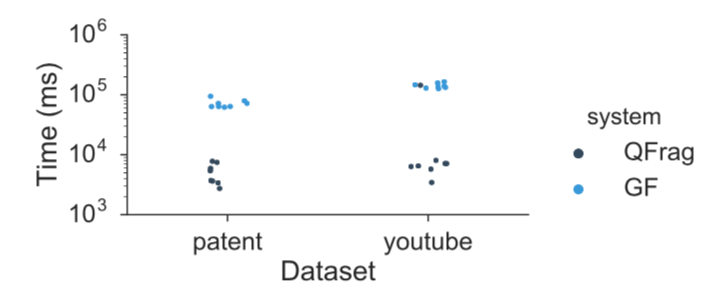 10^6
10^5
10^4
10^3
Time (ms)
patent
youtube
Dataset
system
QFrag
GF